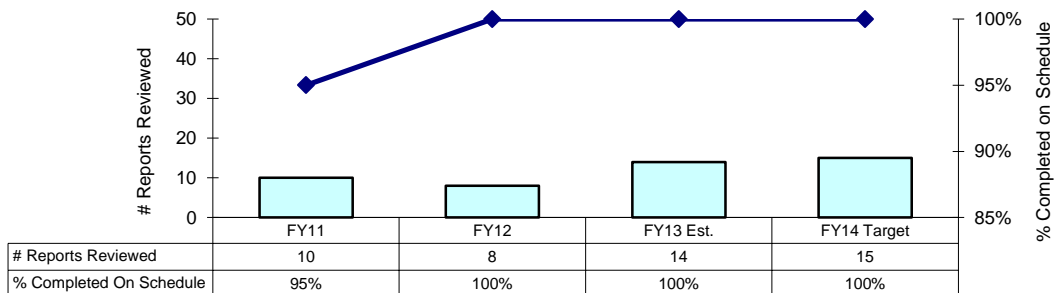 # Reports Reviewed
50
40
30
20
10
0
100%
95%
90%
85%
% Completed on Schedule
FY11 FY12 FY13 Est. FY14 Target
# Reports Reviewed 10 8 14 15
% Completed On Schedule 95% 100% 100% 100%